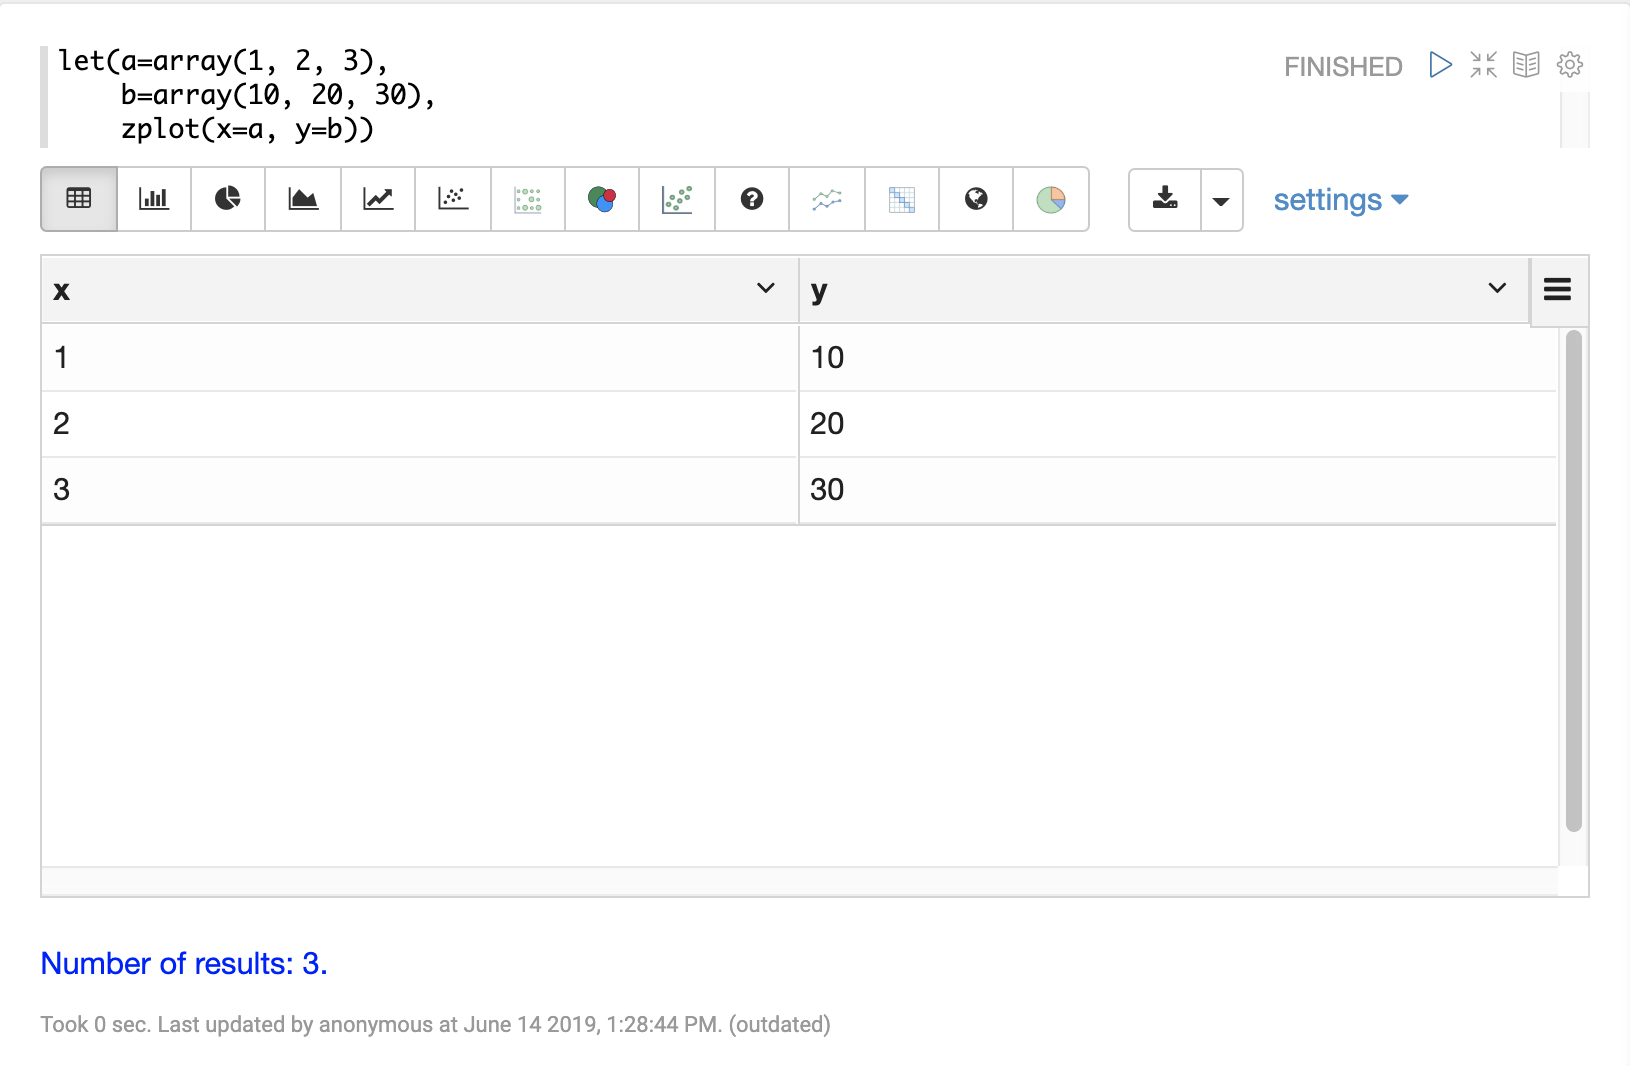 let(a=array(1, 2, 3),
b=array(10, 20, 30),
zplot(x=a, y=b))
FINISHED
settings
x y
1 10
2 20
3 30
Number of results: 3.
Took 0 sec. Last updated by anonymous at June 14 2019, 1:28:44 PM. (outdated)